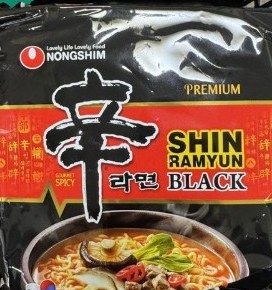 Lovely Life Lovely Food
NONGSHIM
PREMIUM
辛
라면
GOURMET
SPICY
SHIN
RAMYUN
BLACK